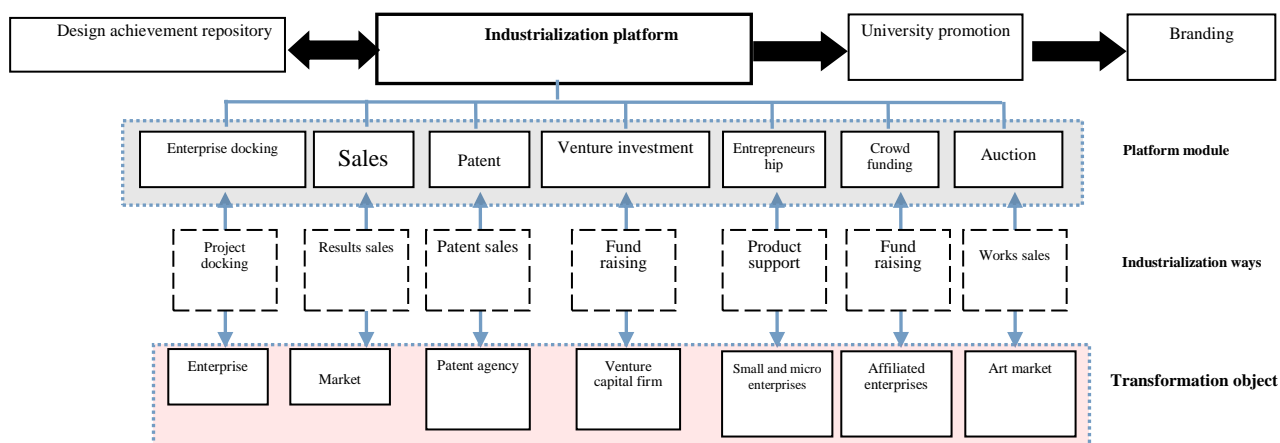 Design achievement repository
Industrialization platform
University promotion
Branding
Enterprise docking
Sales
Patent
Venture investment
Entrepreneurs
hip
Crowd
funding
Auction
Platform module
Project
docking
Results sales
Patent sales
Fund
raising
Product
support
Fund
raising
Works sales
Industrialization ways
Enterprise
Market
Patent agency
Venture
capital firm
Small and micro
enterprises
Affiliated
enterprises
Art market
Transformation object